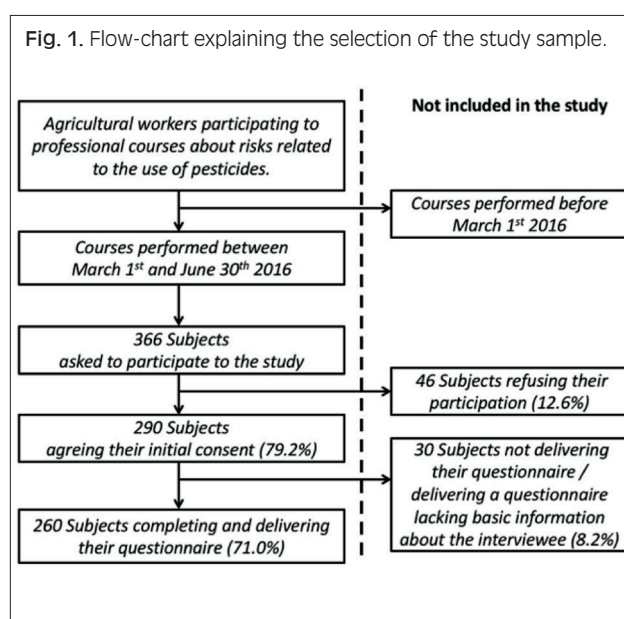 Fig. 1. Flow-chart explaining the selection of the study sample.
Agricultural workers participating to
professional courses about risks related
to the use of pesticides.
Not included in the study
Courses performed before
March 1st 2016
Courses performed between
March 1st and June 30th 2016
366 Subjects
asked to participate to the study
46 Subjects refusing their
participation (12.6%)
290 Subjects
agreing their initial consent (79.2%)
30 Subjects not delivering
their questionnaire /
delivering a questionnaire
lacking basic information
about the interviewee (8.2%)
260 Subjects completing and delivering
their questionnaire (71.0%)